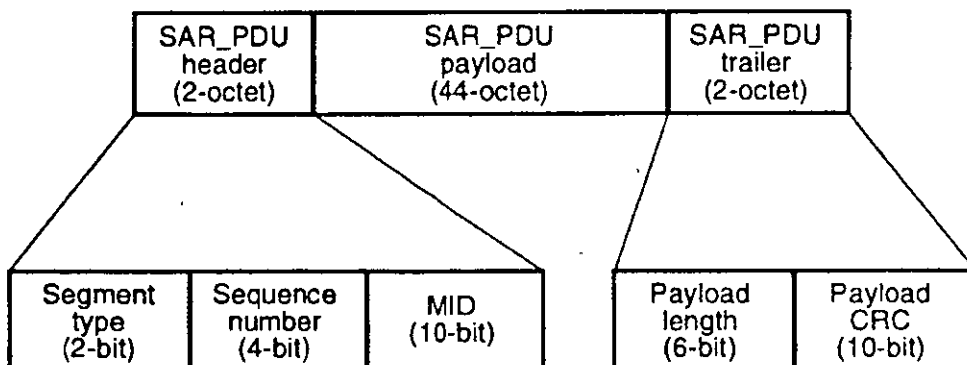 SAR_PDU
header
(2-octet)
SAR_PDU
payload
(44-octet)
SAR_PDU
trailer
(2-octet)
Segment
type
(2-bit)
Sequence
number
(4-bit)
MID
(10-bit)
Payload
length
(6-bit)
Payload
CRC
(10-bit)